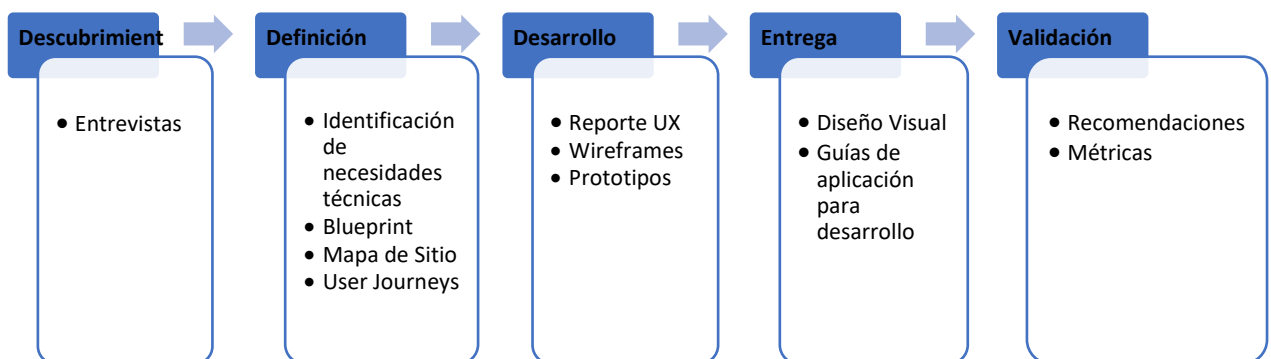 Descubrimient
• Entrevistas
Definición
• Identificación
de
necesidades
técnicas
• Blueprint
• Mapa de Sitio
• User Journeys
Desarrollo
• Reporte UX
• Wireframes
• Prototipos
Entrega
• Diseño Visual
• Guías de
aplicación
para
desarrollo
Validación
• Recomendaciones
• Métricas